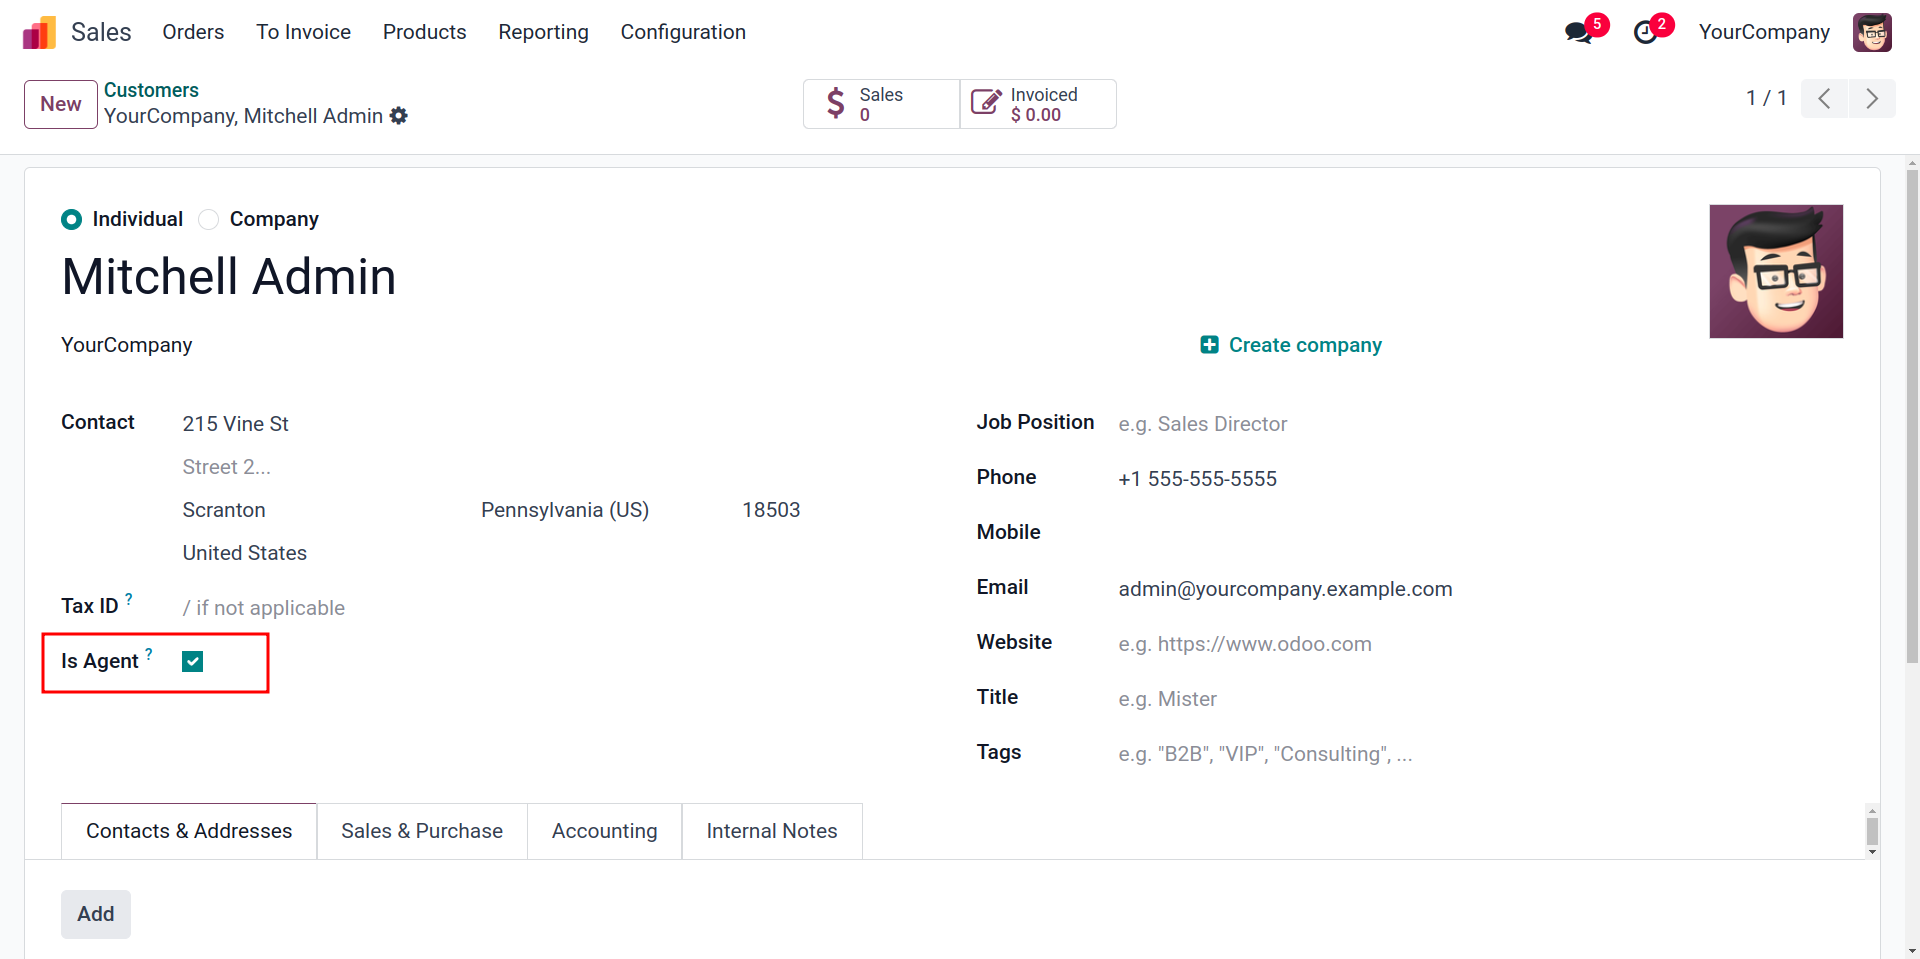 Sales Orders To Invoice Products Reporting Configuration 5 2 YourCompany
New Customers
YourCompany, Mitchell Admin
Sales
0
Invoiced
$ 0.00
1 / 1
Individual Company
Mitchell Admin
YourCompany
Create company
Contact 215 Vine St
Street 2...
Scranton Pennsylvania (US) 18503
United States
Tax ID ? / if not applicable
Is Agent ?
Job Position e.g. Sales Director
Phone +1 555-555-5555
Mobile
Email admin@yourcompany.example.com
Website e.g. https://www.odoo.com
Title e.g. Mister
Tags e.g. "B2B", "VIP", "Consulting", ...
Contacts & Addresses Sales & Purchase Accounting Internal Notes
Add